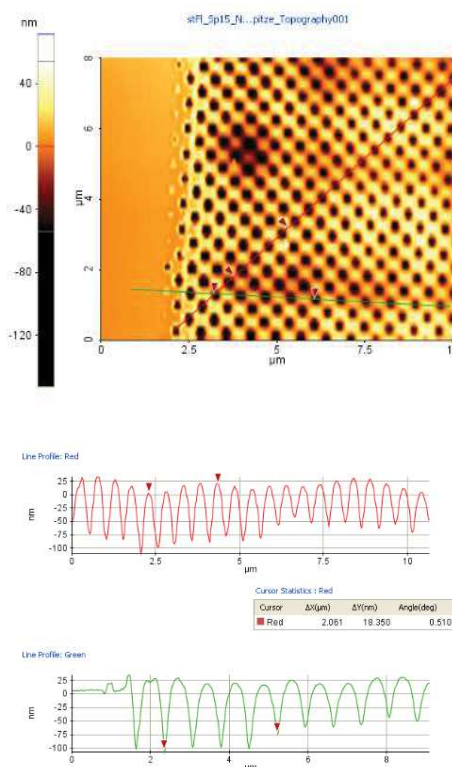 nm
stFl_Sp15_N...pitze_Topography001
40
0
-40
-80
-120
8
6
4
2
0
µm
2.5
5
7.5
10
µm
Line Profile: Red
25
0
-25
-50
-75
-100
nm
0
2.5
5
7.5
10
µm
Cursor Statistics : Red
Cursor ΔX(µm) ΔY(nm) Angle(deg)
Red 2.061 18.350 0.510
Line Profile: Green
25
0
-25
-50
-75
-100
nm
0
2
4
6
8
µm